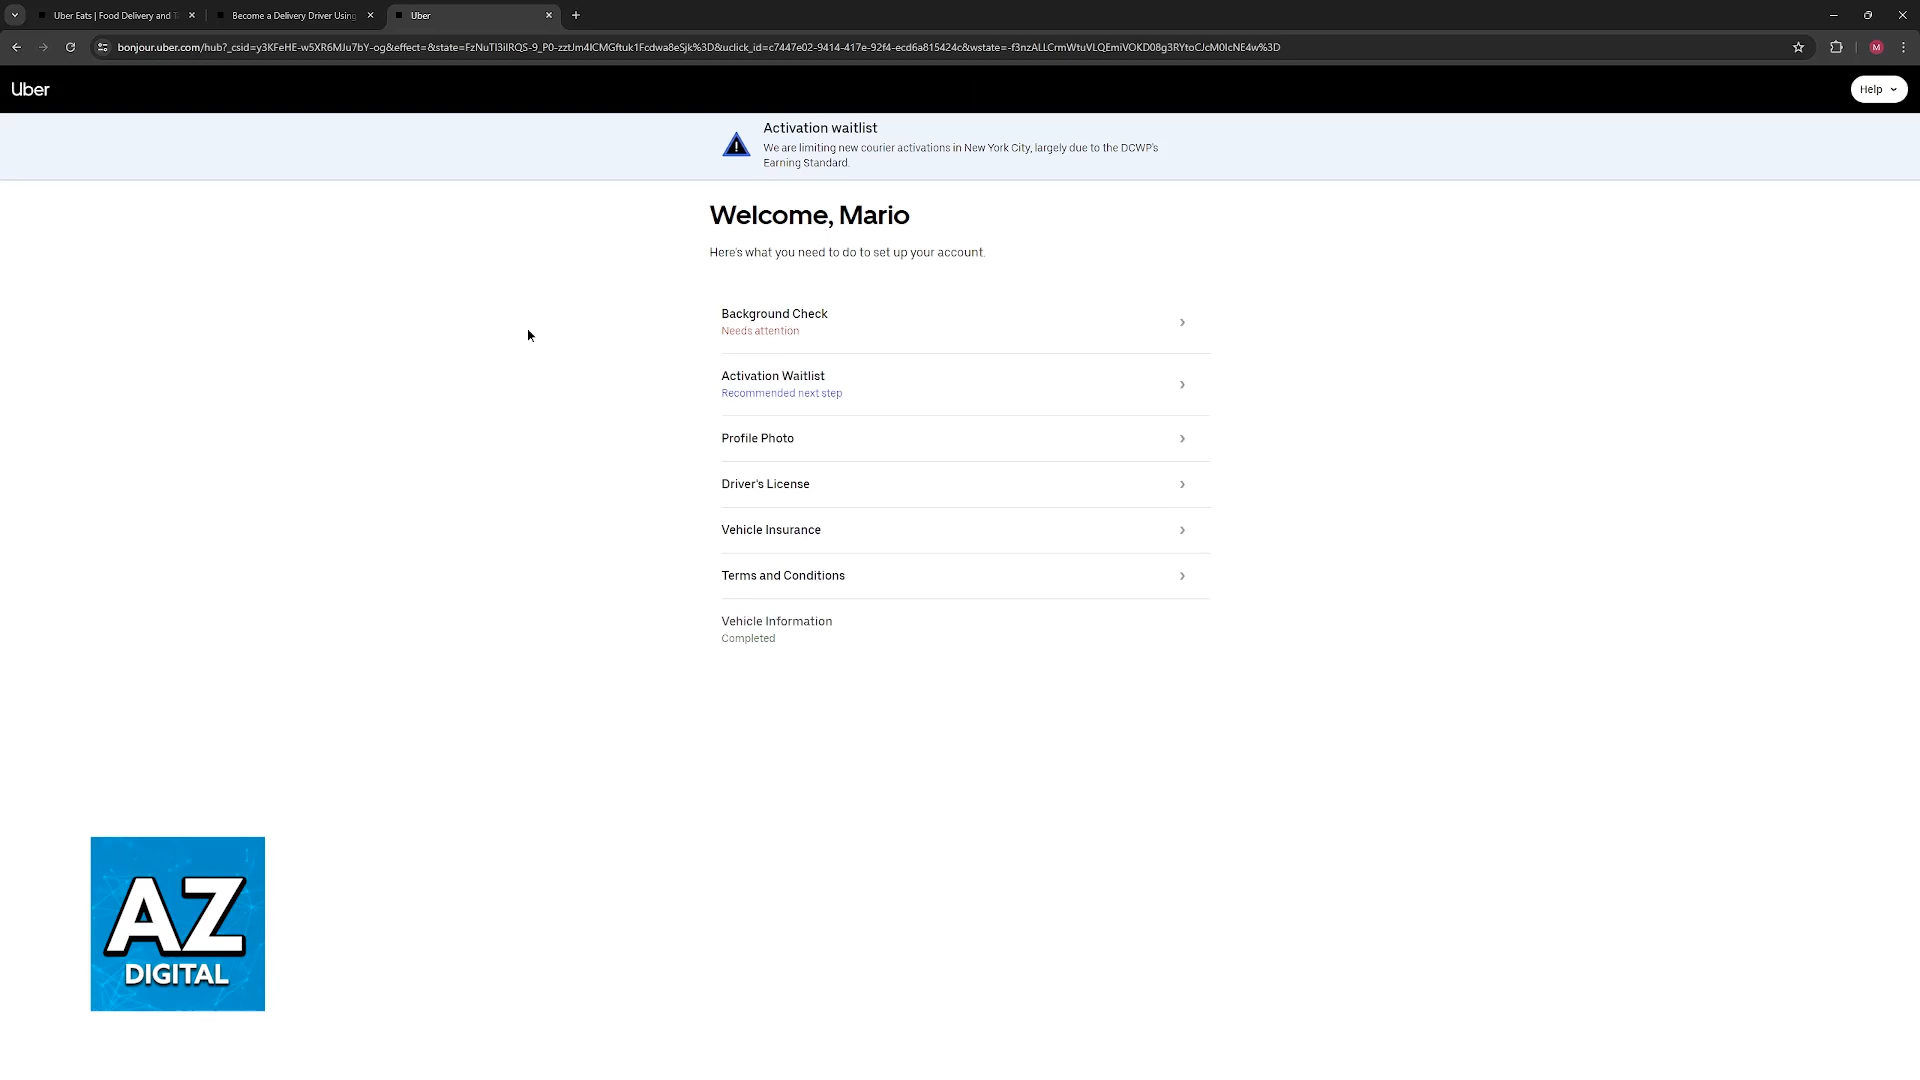 Uber Eats | Food Delivery and T
Become a Delivery Driver Using
Uber
bonjour.uber.com/hub?_csid=y3KFeHE-w5XR6MJu7bY-og&effect=&state=FzNuTI3iIRQS-9_P0-zztJm4ICMGftuk1Fcdwa8eSjk%3D&uclick_id=c7447e02-9414-417e-92f4-ecd6a815424c&wstate=-f3nzALLCrmWtuVLQEmiVOKD08g3RYtoCJcM0IcNE4w%3D
M
Uber
Help
Activation waitlist
We are limiting new courier activations in New York City, largely due to the DCWP's
Earning Standard.
Welcome, Mario
Here's what you need to do to set up your account.
Background Check
Needs attention
Activation Waitlist
Recommended next step
Profile Photo
Driver's License
Vehicle Insurance
Terms and Conditions
Vehicle Information
Completed
AZ
DIGITAL